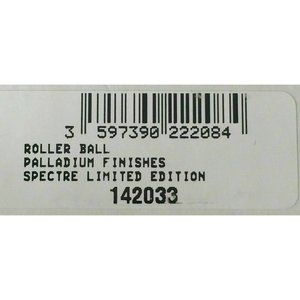 3 597390 222084
ROLLER BALL
PALLADIUM FINISHES
SPECTRE LIMITED EDITION
142033